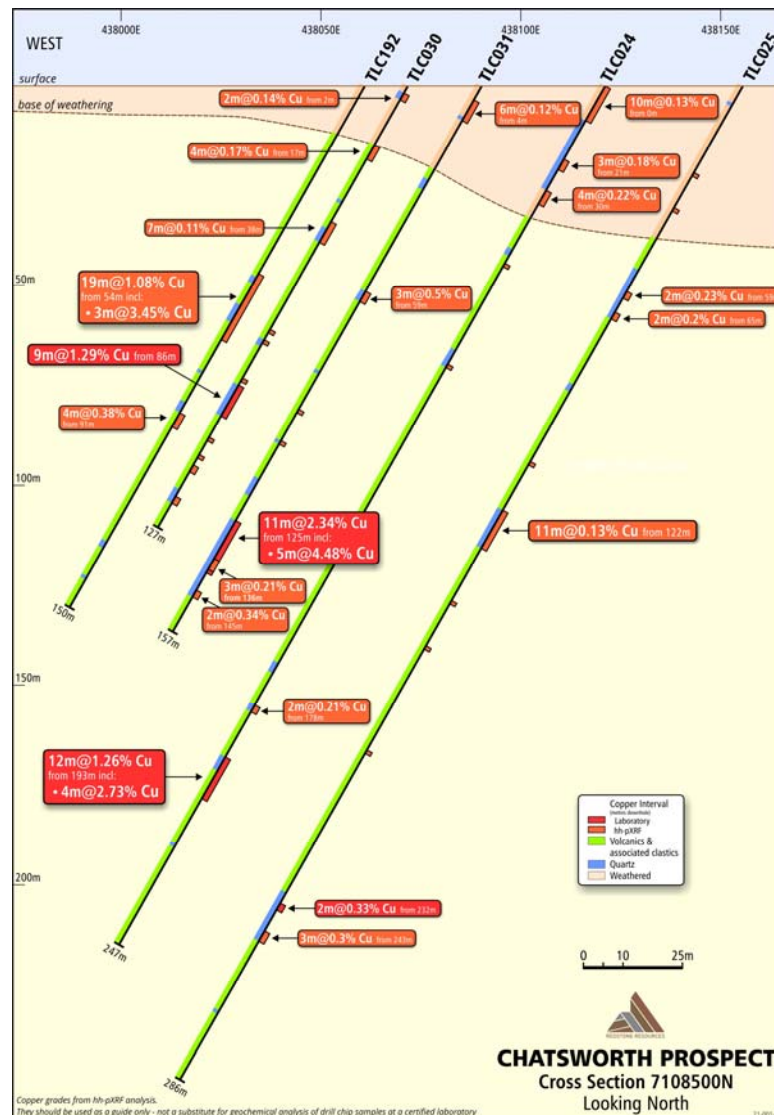 438000E
438050E
438100E
438150E
WEST
TLC192
TLC030
TLC031
TLC024
TLC025
surface
base of weathering
2m@0.14% Cu from 2m
6m@0.12% Cu
from 4m
10m@0.13% Cu
from 0m
4m@0.17% Cu from 17m
3m@0.18% Cu
from 21m
4m@0.22% Cu
from 30m
7m@0.11% Cu from 38m
50m
19m@1.08% Cu
from 54m incl:
• 3m@3.45% Cu
3m@0.5% Cu
from 59m
2m@0.23% Cu from
2m@0.2% Cu from 65m
9m@1.29% Cu from 86m
4m@0.38% Cu
from 91m
100m
127m
11m@2.34% Cu
from 125m incl:
• 5m@4.48% Cu
11m@0.13% Cu from 122m
3m@0.21% Cu
from 136m
2m@0.34% Cu
from 145m
150m
157m
150m
2m@0.21% Cu
from 178m
12m@1.26% Cu
from 193m incl:
• 4m@2.73% Cu
Copper Interval
(metres downhole)
Laboratory
hh-pXRF
Volcanics &
associated clastics
Quartz
Weathered
200m
2m@0.33% Cu from 232m
3m@0.3% Cu from 243m
247m
0 10 25m
REDSTONE RESOURCES
286m
CHATSWORTH PROSPECT
Cross Section 7108500N
Looking North
Copper grades from hh-pXRF analysis.
They should be used as a guide only - not a substitute for geochemical analysis of drill chip samples at a certified laboratory